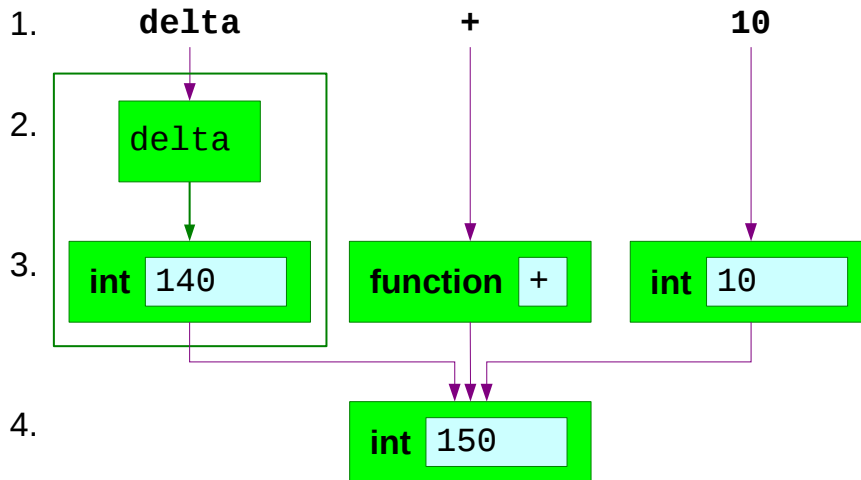 1. delta + 10
2. delta
3. int 140 function + int 10
4. int 150